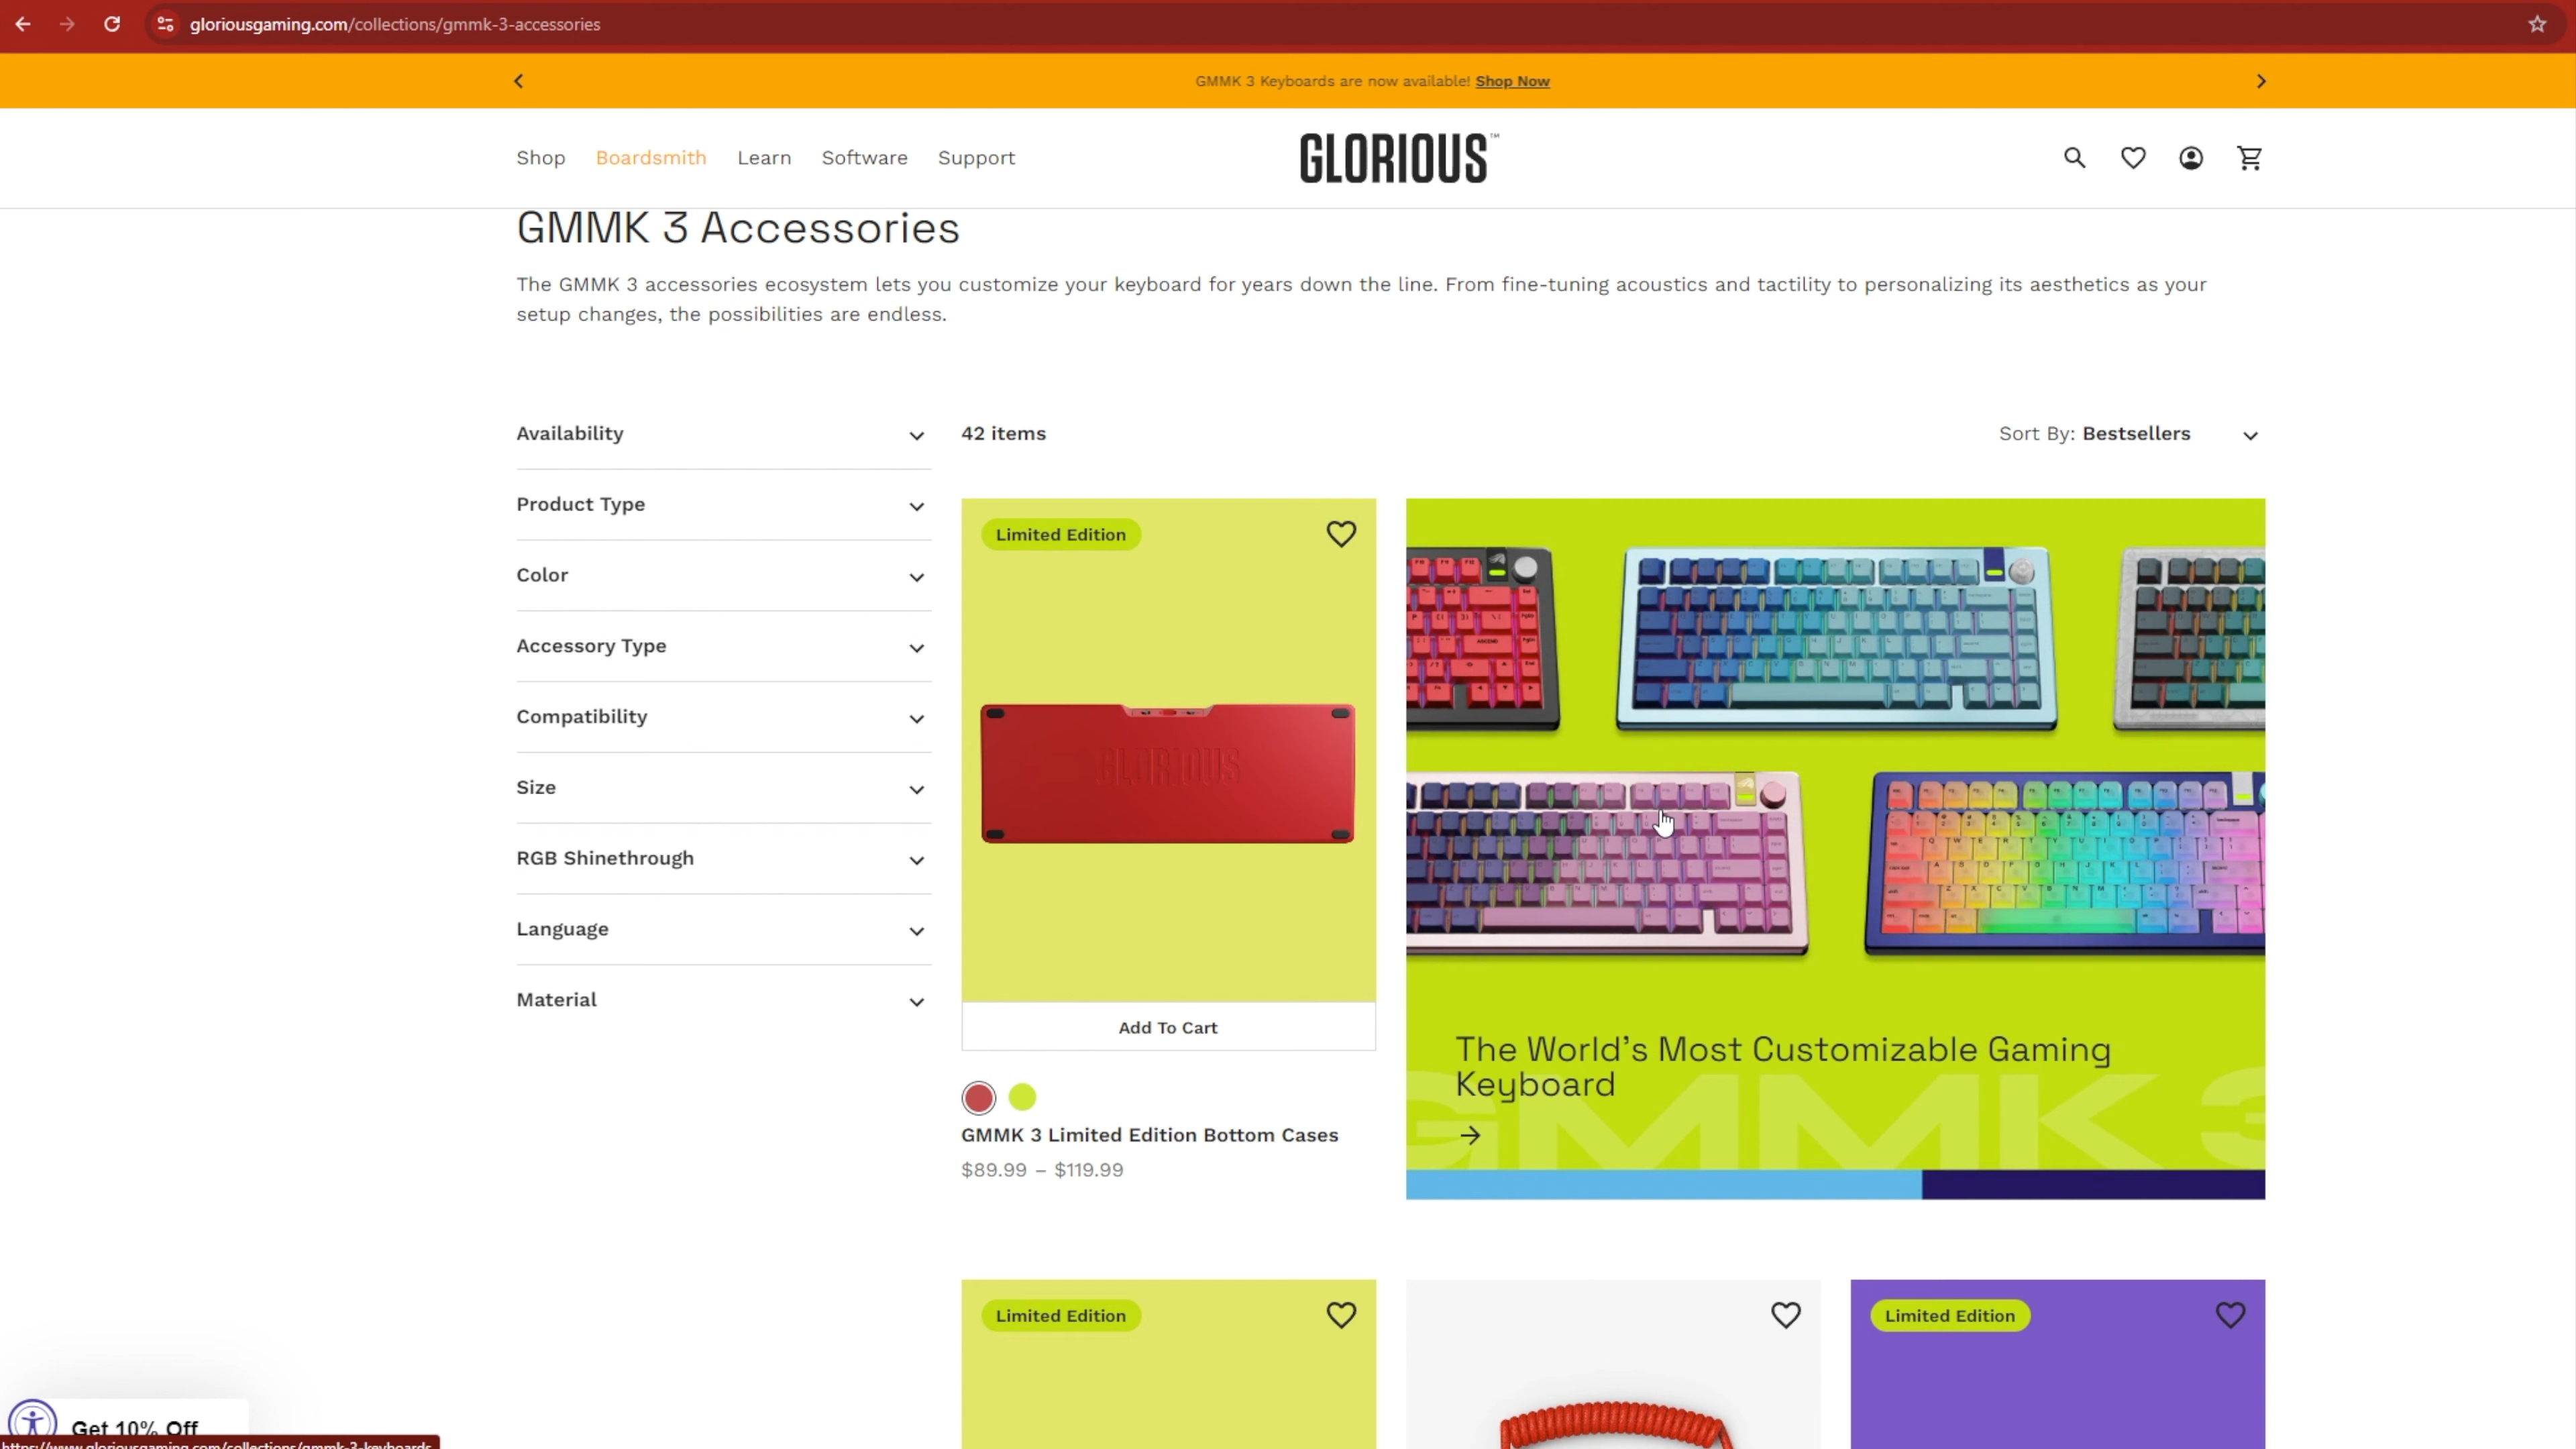 gloriousgaming.com/collections/gmmk-3-accessories
GMMK 3 Keyboards are now available! Shop Now
Shop Boardsmith Learn Software Support
GLORIOUS™
GMMK 3 Accessories
The GMMK 3 accessories ecosystem lets you customize your keyboard for years down the line. From fine-tuning acoustics and tactility to personalizing its aesthetics as your
setup changes, the possibilities are endless.
Availability
Product Type
Color
Accessory Type
Compatibility
Size
RGB Shinethrough
Language
Material
42 items
Sort By: Bestsellers
Limited Edition
GLORIOUS
Add To Cart
GMMK 3 Limited Edition Bottom Cases
$89.99 – $119.99
The World's Most Customizable Gaming
Keyboard
GMMK 3
Limited Edition
Limited Edition
Get 10% Off
https://www.gloriousgaming.com/collections/gmmk-3-keyboards